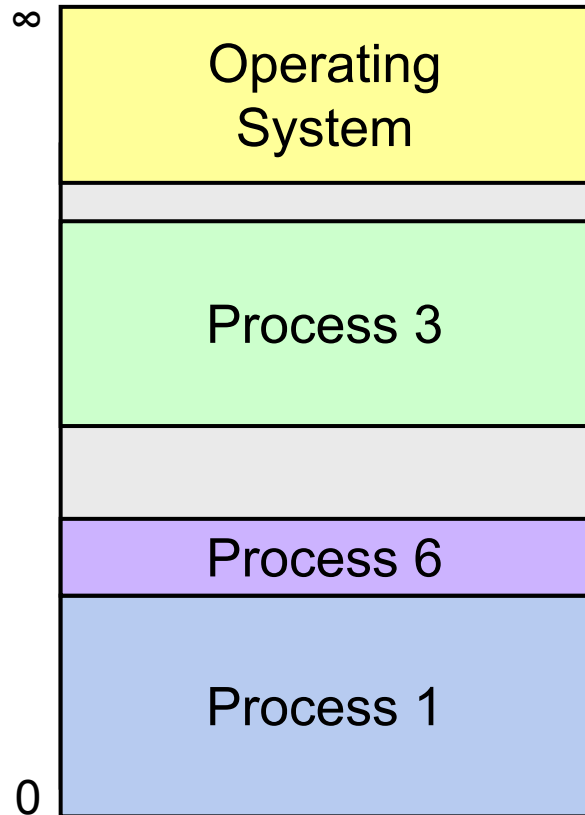 ∞
Operating
System
Process 3
Process 6
Process 1
0